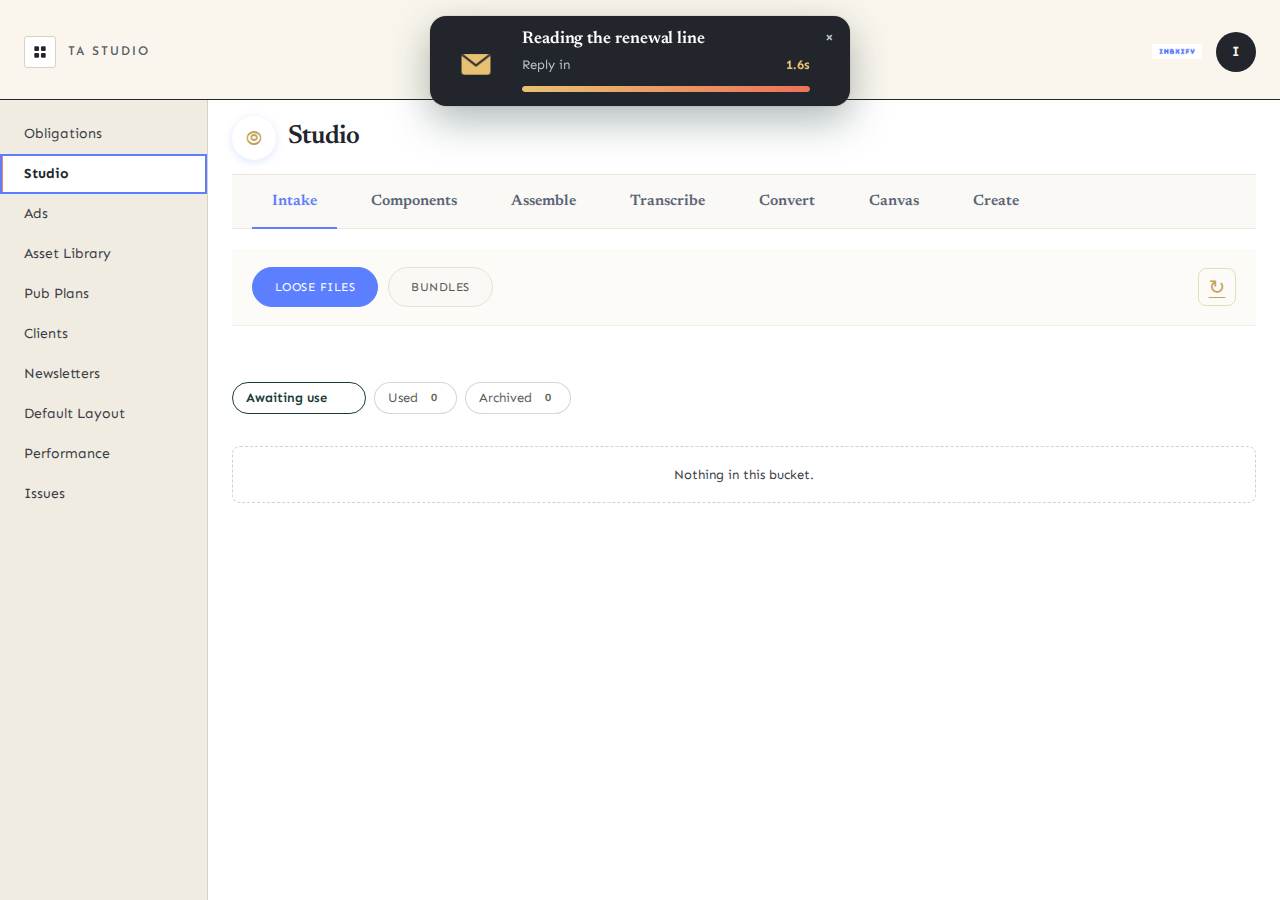 TA STUDIO
Reading the renewal line
×
Reply in 1.6s
INBXIFY
I
Obligations
Studio
Ads
Asset Library
Pub Plans
Clients
Newsletters
Default Layout
Performance
Issues
Studio
Intake Components Assemble Transcribe Convert Canvas Create
LOOSE FILES BUNDLES ↻
Awaiting use Used 0 Archived 0
Nothing in this bucket.